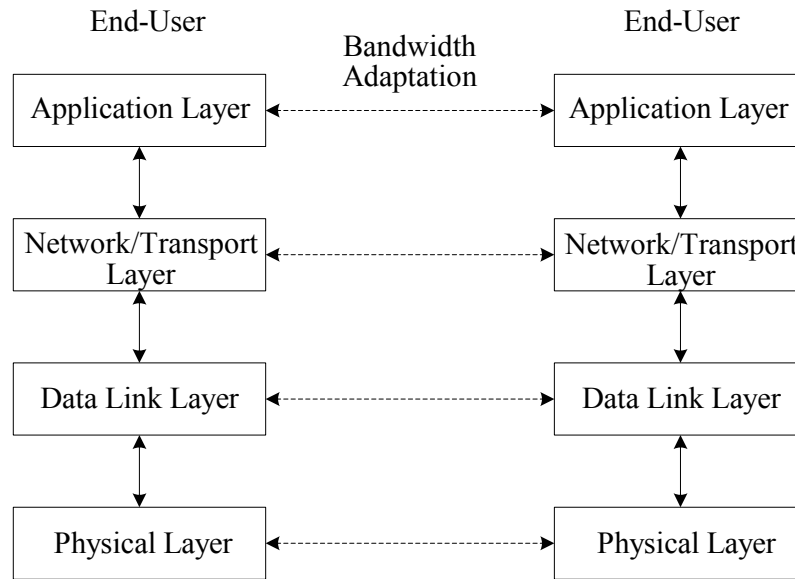 End-User
End-User
Bandwidth
Adaptation
Application Layer
Application Layer
Network/Transport
Layer
Network/Transport
Layer
Data Link Layer
Data Link Layer
Physical Layer
Physical Layer